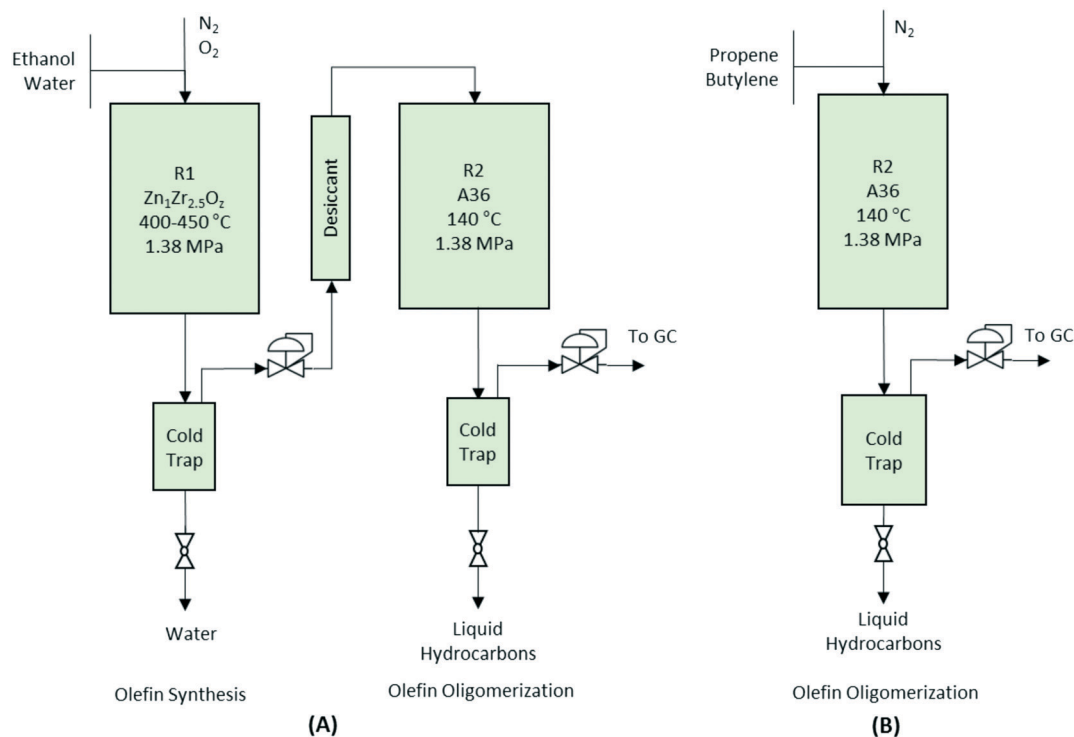 N₂
O₂
Ethanol
Water
R1
Zn₁Zr₂.₅O_z
400-450 °C
1.38 MPa
Desiccant
R2
A36
140 °C
1.38 MPa
To GC
Cold
Trap
Cold
Trap
Water
Liquid
Hydrocarbons
Olefin Synthesis
Olefin Oligomerization
(A)
N₂
Propene
Butylene
R2
A36
140 °C
1.38 MPa
To GC
Cold
Trap
Liquid
Hydrocarbons
Olefin Oligomerization
(B)